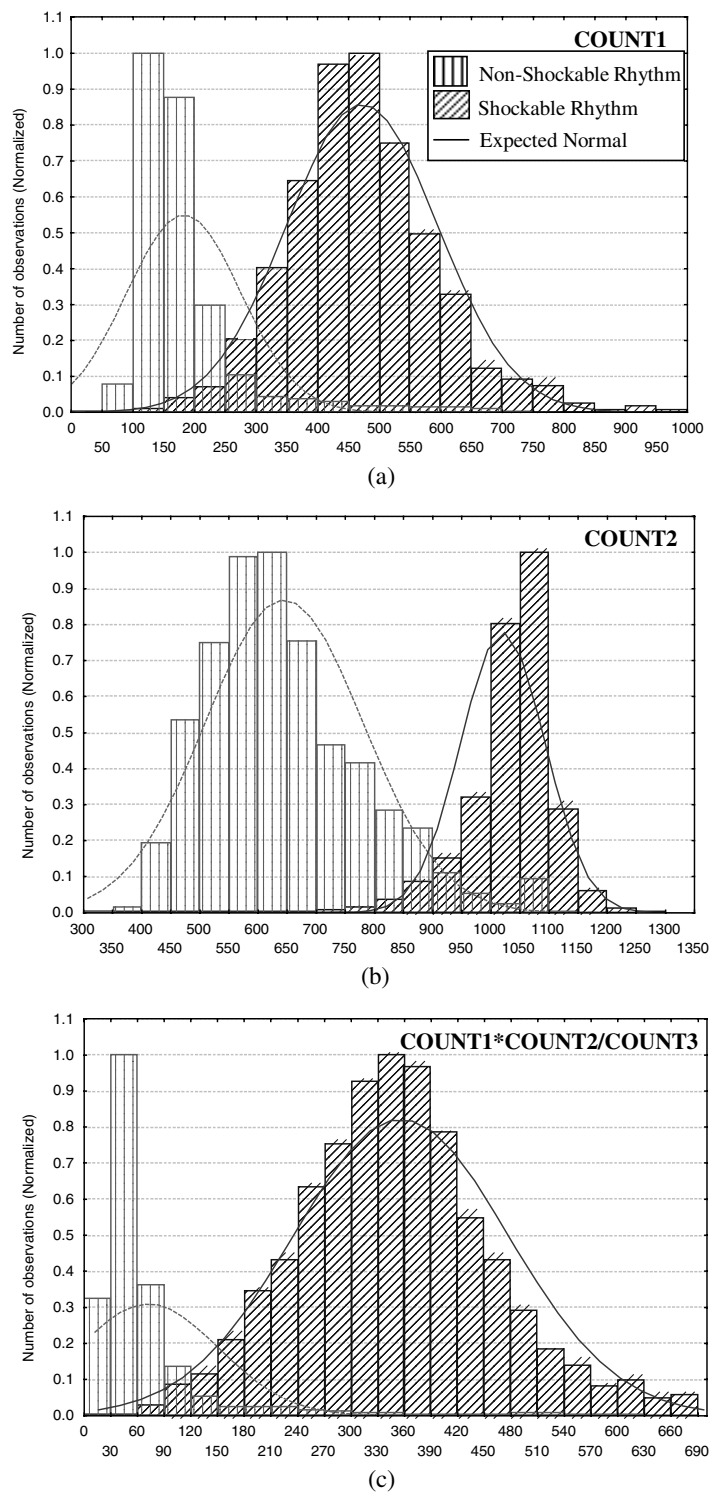 COUNT1
Non-Shockable Rhythm
Shockable Rhythm
Expected Normal
Number of observations (Normalized)
1.1
1.0
0.9
0.8
0.7
0.6
0.5
0.4
0.3
0.2
0.1
0.0
0 100 200 300 400 500 600 700 800 900 1000
50 150 250 350 450 550 650 750 850 950
(a)
COUNT2
Number of observations (Normalized)
1.1
1.0
0.9
0.8
0.7
0.6
0.5
0.4
0.3
0.2
0.1
0.0
300 400 500 600 700 800 900 1000 1100 1200 1300
350 450 550 650 750 850 950 1050 1150 1250 1350
(b)
COUNT1*COUNT2/COUNT3
Number of observations (Normalized)
1.1
1.0
0.9
0.8
0.7
0.6
0.5
0.4
0.3
0.2
0.1
0.0
0 60 120 180 240 300 360 420 480 540 600 660
30 90 150 210 270 330 390 450 510 570 630 690
(c)